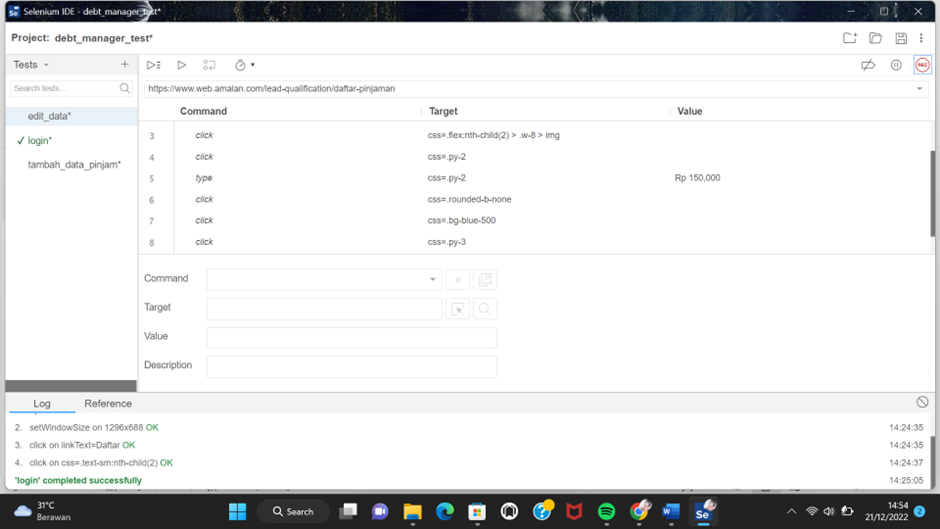 Selenium IDE - debt_manager_test*
Project: debt_manager_test*
Tests
Search tests...
https://www.web.amalan.com/lead-qualification/daftar-pinjaman
edit_data*
login*
tambah_data_pinjam*
Command Target Value
3 click css=.flex:nth-child(2) > .w-8 > img
4 click css=.py-2
5 type css=.py-2 Rp 150,000
6 click css=.rounded-b-none
7 click css=.bg-blue-500
8 click css=.py-3
Command
//
Target
Value
Description
Log Reference
2. setWindowSize on 1296x688 OK 14:24:35
3. click on linkText=Daftar OK 14:24:35
4. click on css=.text-sm:nth-child(2) OK 14:24:37
'login' completed successfully 14:25:05
31°C
Berawan
Search
14:54
21/12/2022
2